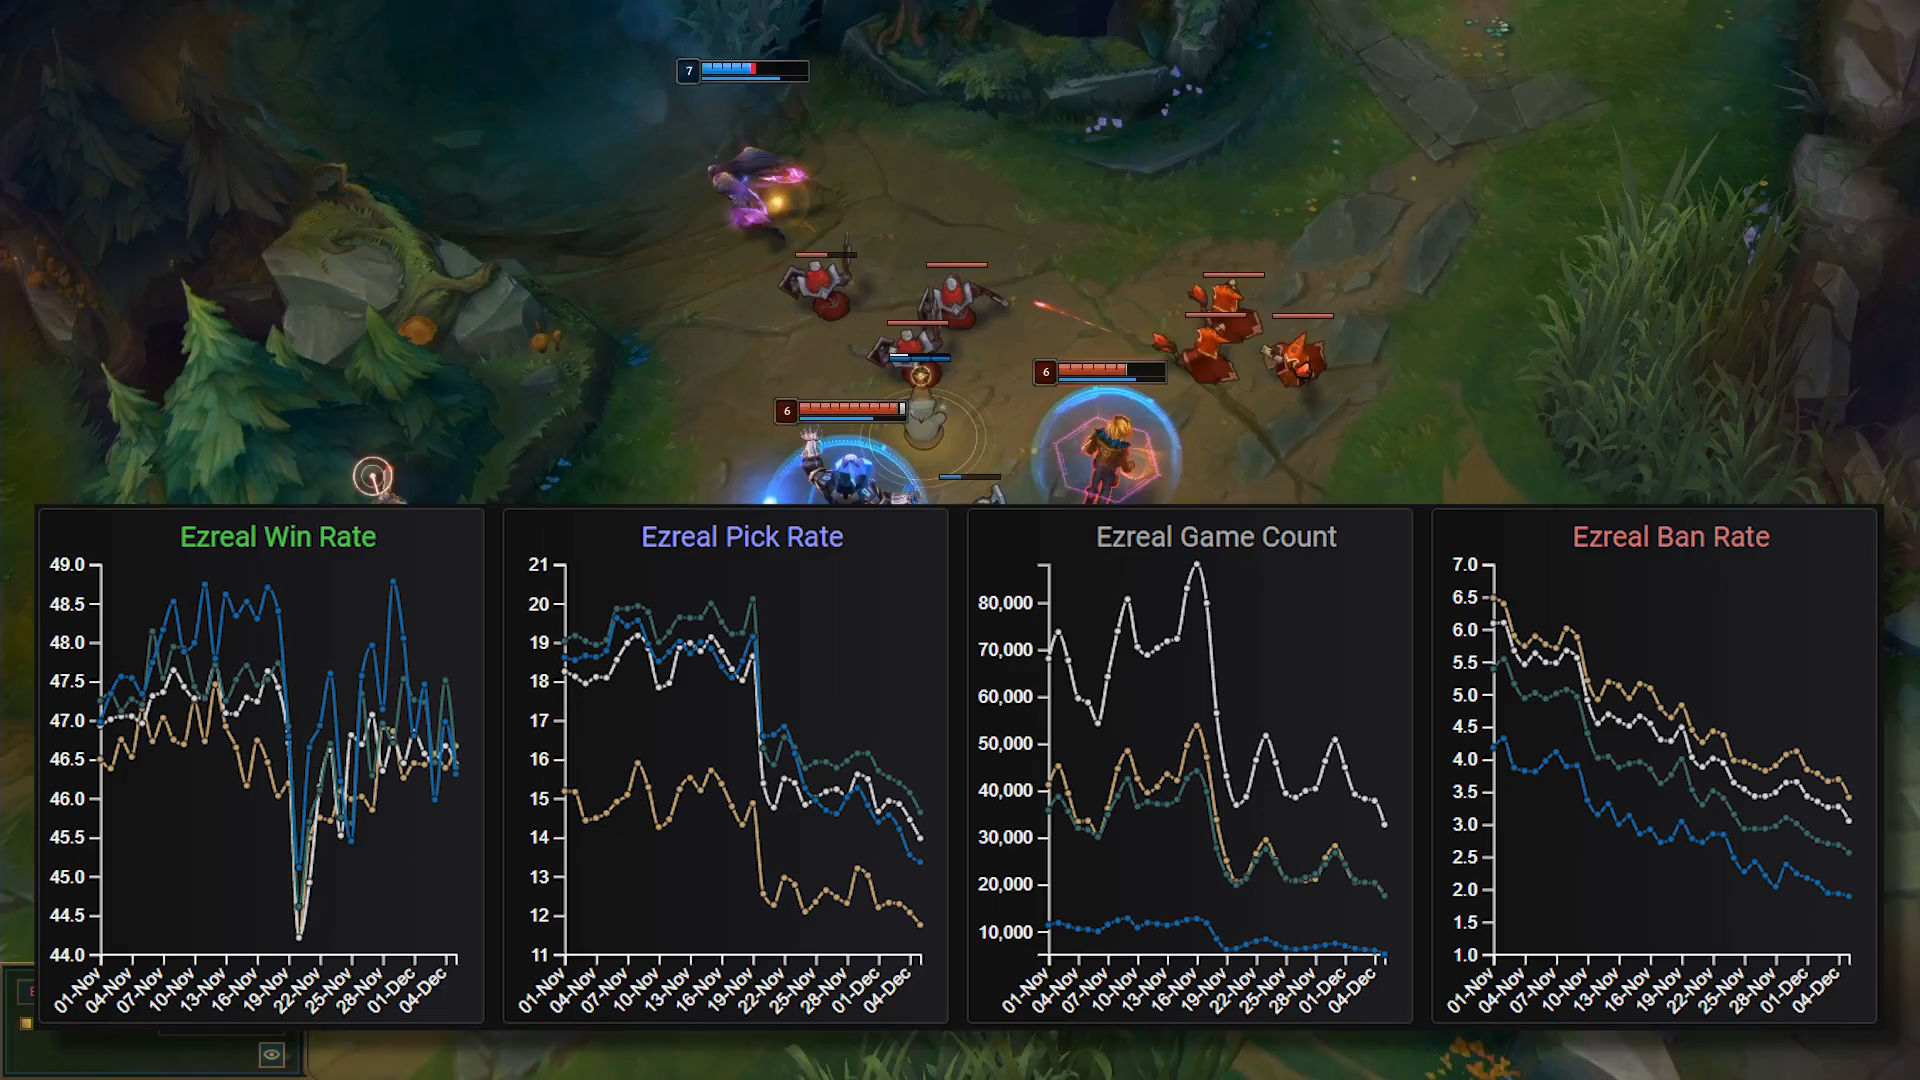 7
6
6
Ezreal Win Rate
49.0
48.5
48.0
47.5
47.0
46.5
46.0
45.5
45.0
44.5
44.0
01-Nov
04-Nov
07-Nov
10-Nov
13-Nov
16-Nov
19-Nov
22-Nov
25-Nov
28-Nov
01-Dec
04-Dec
Ezreal Pick Rate
21
20
19
18
17
16
15
14
13
12
11
01-Nov
04-Nov
07-Nov
10-Nov
13-Nov
16-Nov
19-Nov
22-Nov
25-Nov
28-Nov
01-Dec
04-Dec
Ezreal Game Count
80,000
70,000
60,000
50,000
40,000
30,000
20,000
10,000
01-Nov
04-Nov
07-Nov
10-Nov
13-Nov
16-Nov
19-Nov
22-Nov
25-Nov
28-Nov
01-Dec
04-Dec
Ezreal Ban Rate
7.0
6.5
6.0
5.5
5.0
4.5
4.0
3.5
3.0
2.5
2.0
1.5
1.0
01-Nov
04-Nov
07-Nov
10-Nov
13-Nov
16-Nov
19-Nov
22-Nov
25-Nov
28-Nov
01-Dec
04-Dec